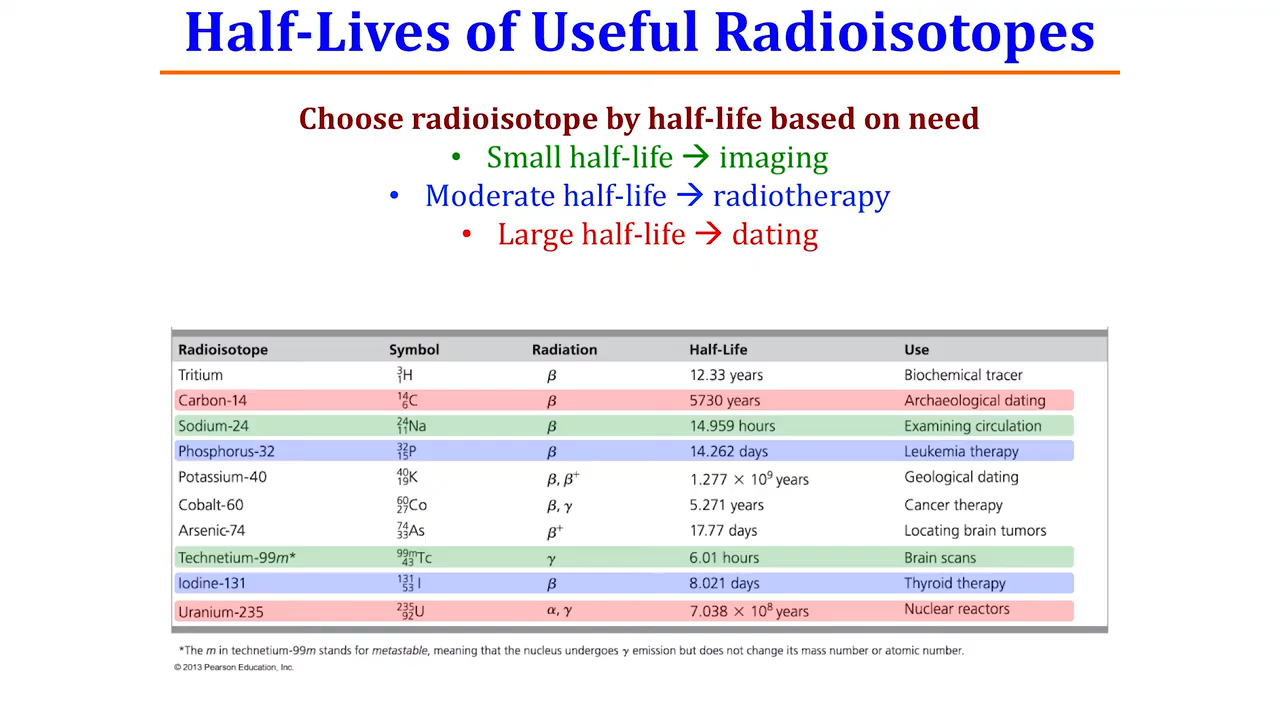 Half-Lives of Useful Radioisotopes
Choose radioisotope by half-life based on need
• Small half-life → imaging
• Moderate half-life → radiotherapy
• Large half-life → dating
Radioisotope Symbol Radiation Half-Life Use
Tritium ³₁H β 12.33 years Biochemical tracer
Carbon-14 ¹⁴₆C β 5730 years Archaeological dating
Sodium-24 ²⁴₁₁Na β 14.959 hours Examining circulation
Phosphorus-32 ³²₁₅P β 14.262 days Leukemia therapy
Potassium-40 ⁴⁰₁₉K β, β⁺ 1.277 × 10⁹ years Geological dating
Cobalt-60 ⁶⁰₂₇Co β, γ 5.271 years Cancer therapy
Arsenic-74 ⁷⁴₃₃As β⁺ 17.77 days Locating brain tumors
Technetium-99m* ⁹⁹ᵐ₄₃Tc γ 6.01 hours Brain scans
Iodine-131 ¹³¹₅₃I β 8.021 days Thyroid therapy
Uranium-235 ²³⁵₉₂U α, γ 7.038 × 10⁸ years Nuclear reactors
*The m in technetium-99m stands for metastable, meaning that the nucleus undergoes γ emission but does not change its mass number or atomic number.
© 2013 Pearson Education, Inc.